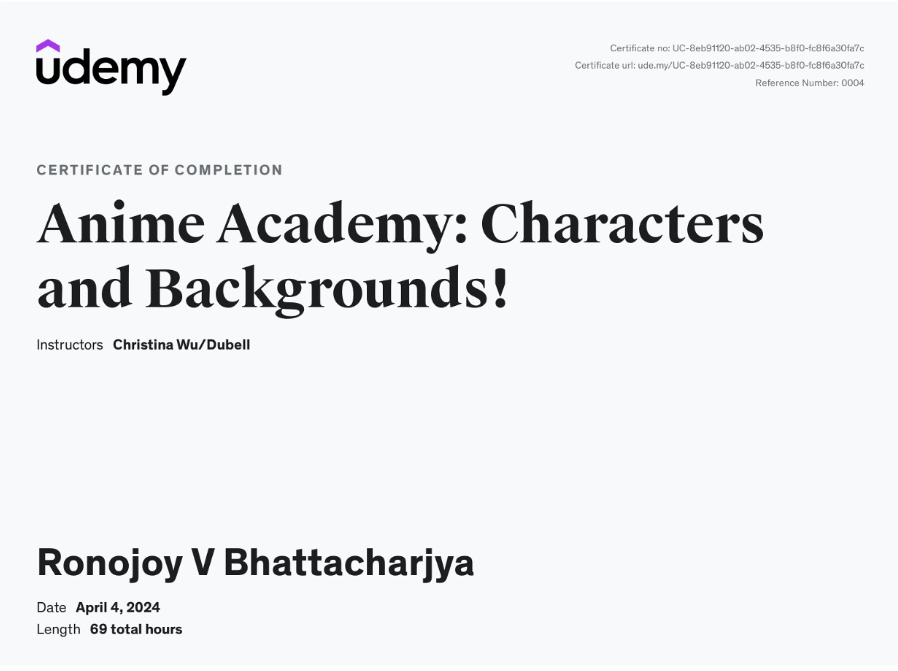 udemy
Certificate no: UC-8eb91120-ab02-4535-b8f0-fc8f6a30fa7c
Certificate url: ude.my/UC-8eb91120-ab02-4535-b8f0-fc8f6a30fa7c
Reference Number: 0004
CERTIFICATE OF COMPLETION
Anime Academy: Characters
and Backgrounds!
Instructors Christina Wu/Dubell
Ronojoy V Bhattacharjya
Date April 4, 2024
Length 69 total hours